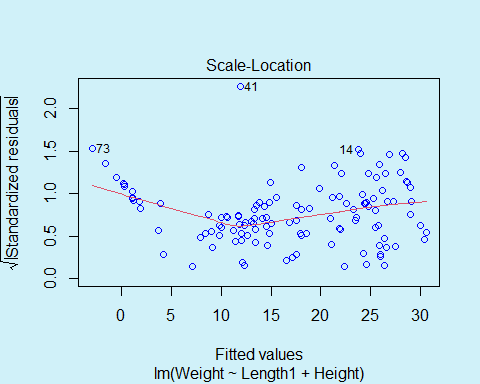 Scale-Location
√|Standardized residuals|
2.0
1.5
1.0
0.5
0.0
41
73
14
0 5 10 15 20 25 30
Fitted values
lm(Weight ~ Length1 + Height)